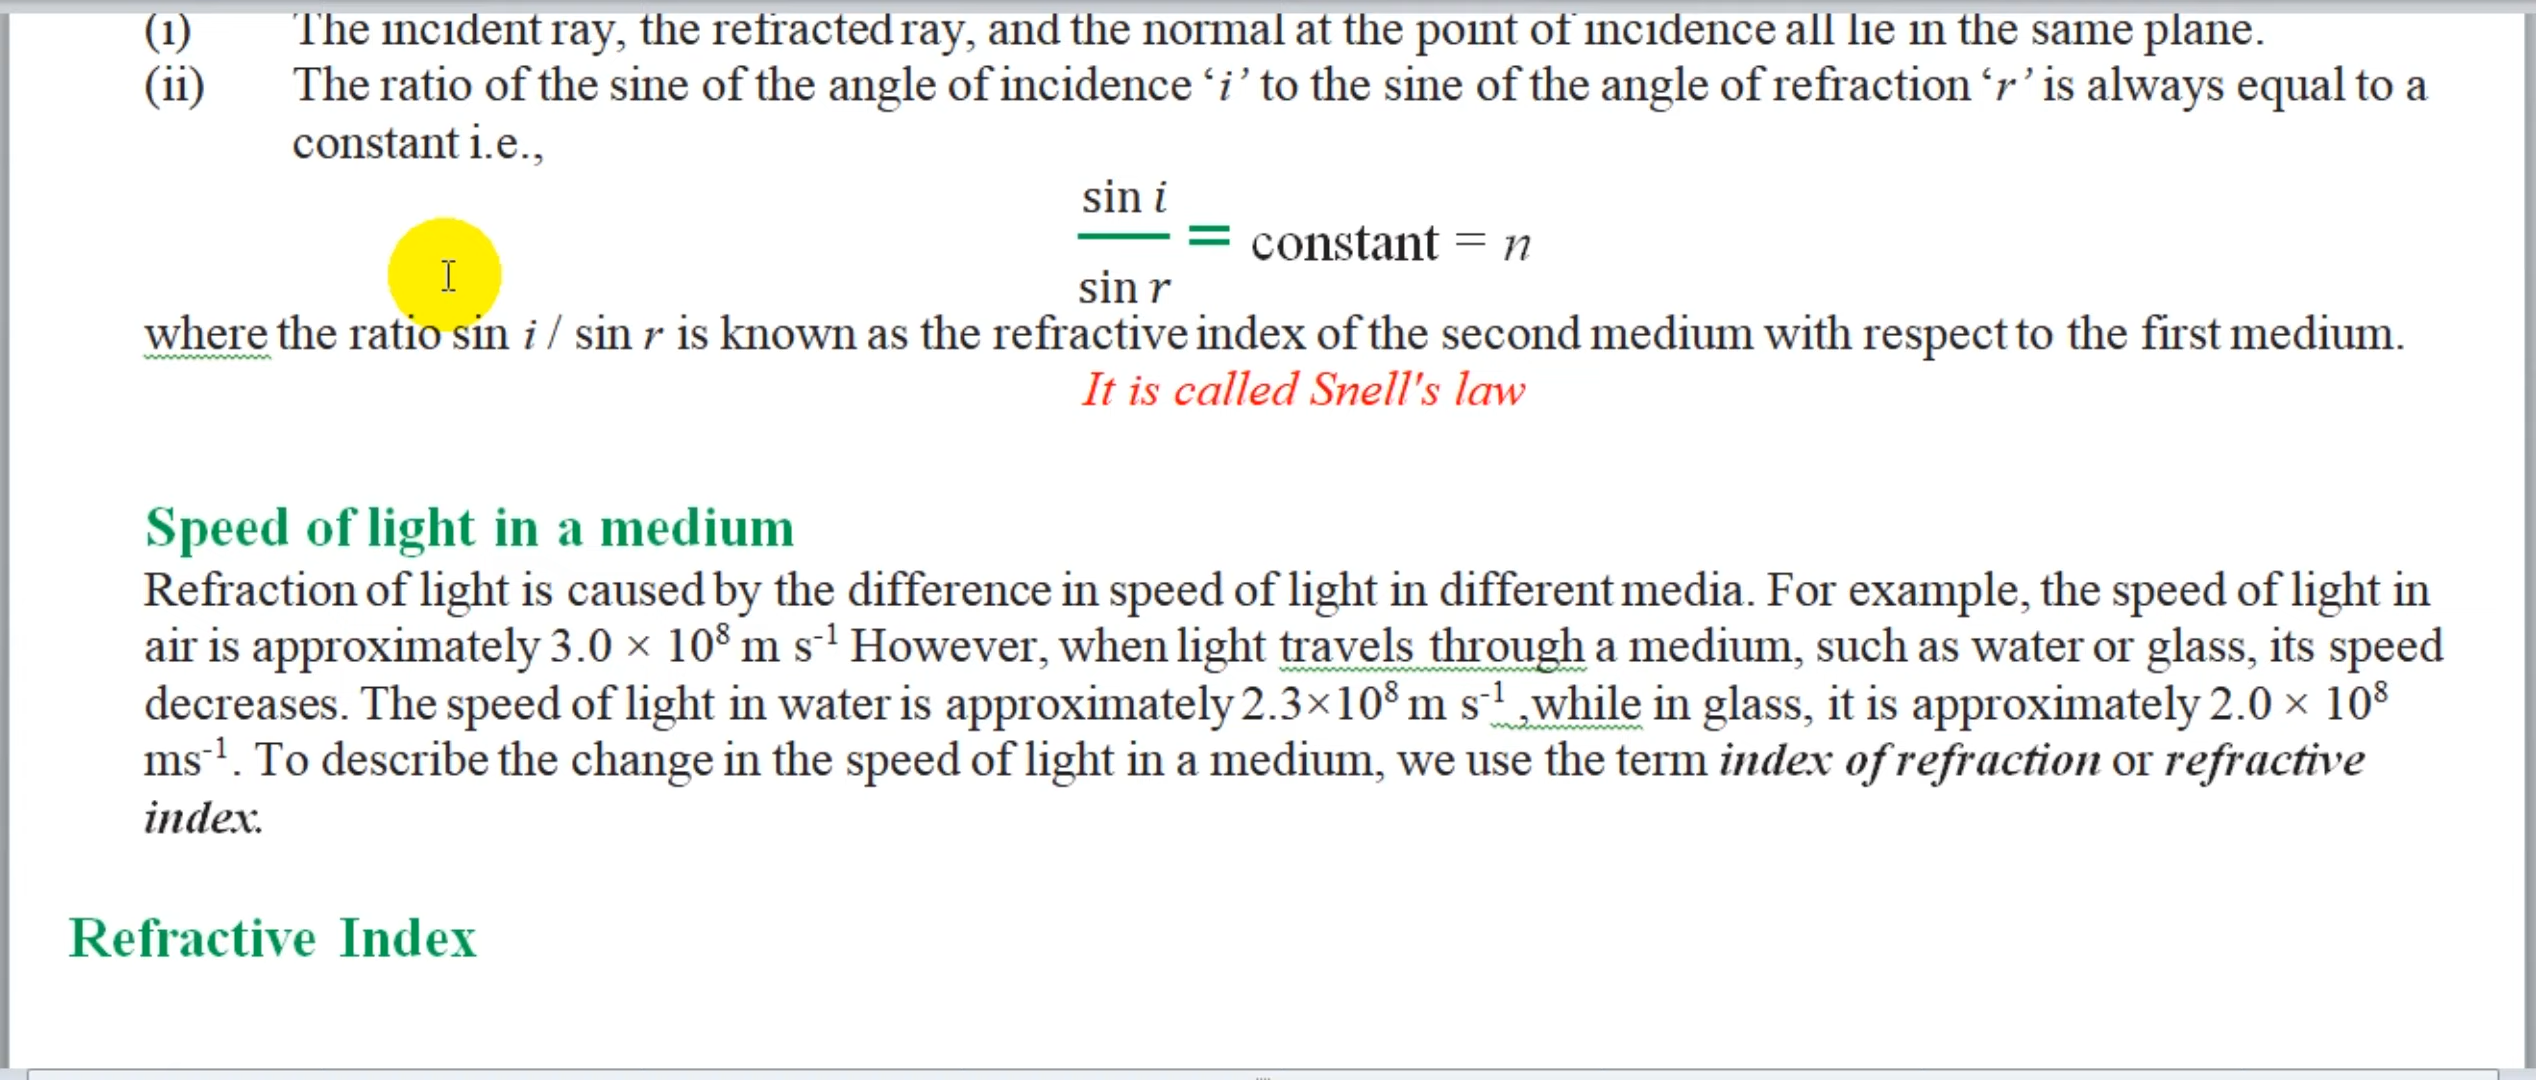 (i) The incident ray, the refracted ray, and the normal at the point of incidence all lie in the same plane.
(ii) The ratio of the sine of the angle of incidence ‘i’ to the sine of the angle of refraction ‘r’ is always equal to a
constant i.e.,
sin i
= constant = n
sin r
where the ratio sin i / sin r is known as the refractive index of the second medium with respect to the first medium.
It is called Snell's law
Speed of light in a medium
Refraction of light is caused by the difference in speed of light in different media. For example, the speed of light in
air is approximately 3.0 × 10⁸ m s⁻¹ However, when light travels through a medium, such as water or glass, its speed
decreases. The speed of light in water is approximately 2.3×10⁸ m s⁻¹ ,while in glass, it is approximately 2.0 × 10⁸
ms⁻¹. To describe the change in the speed of light in a medium, we use the term index of refraction or refractive
index.
Refractive Index